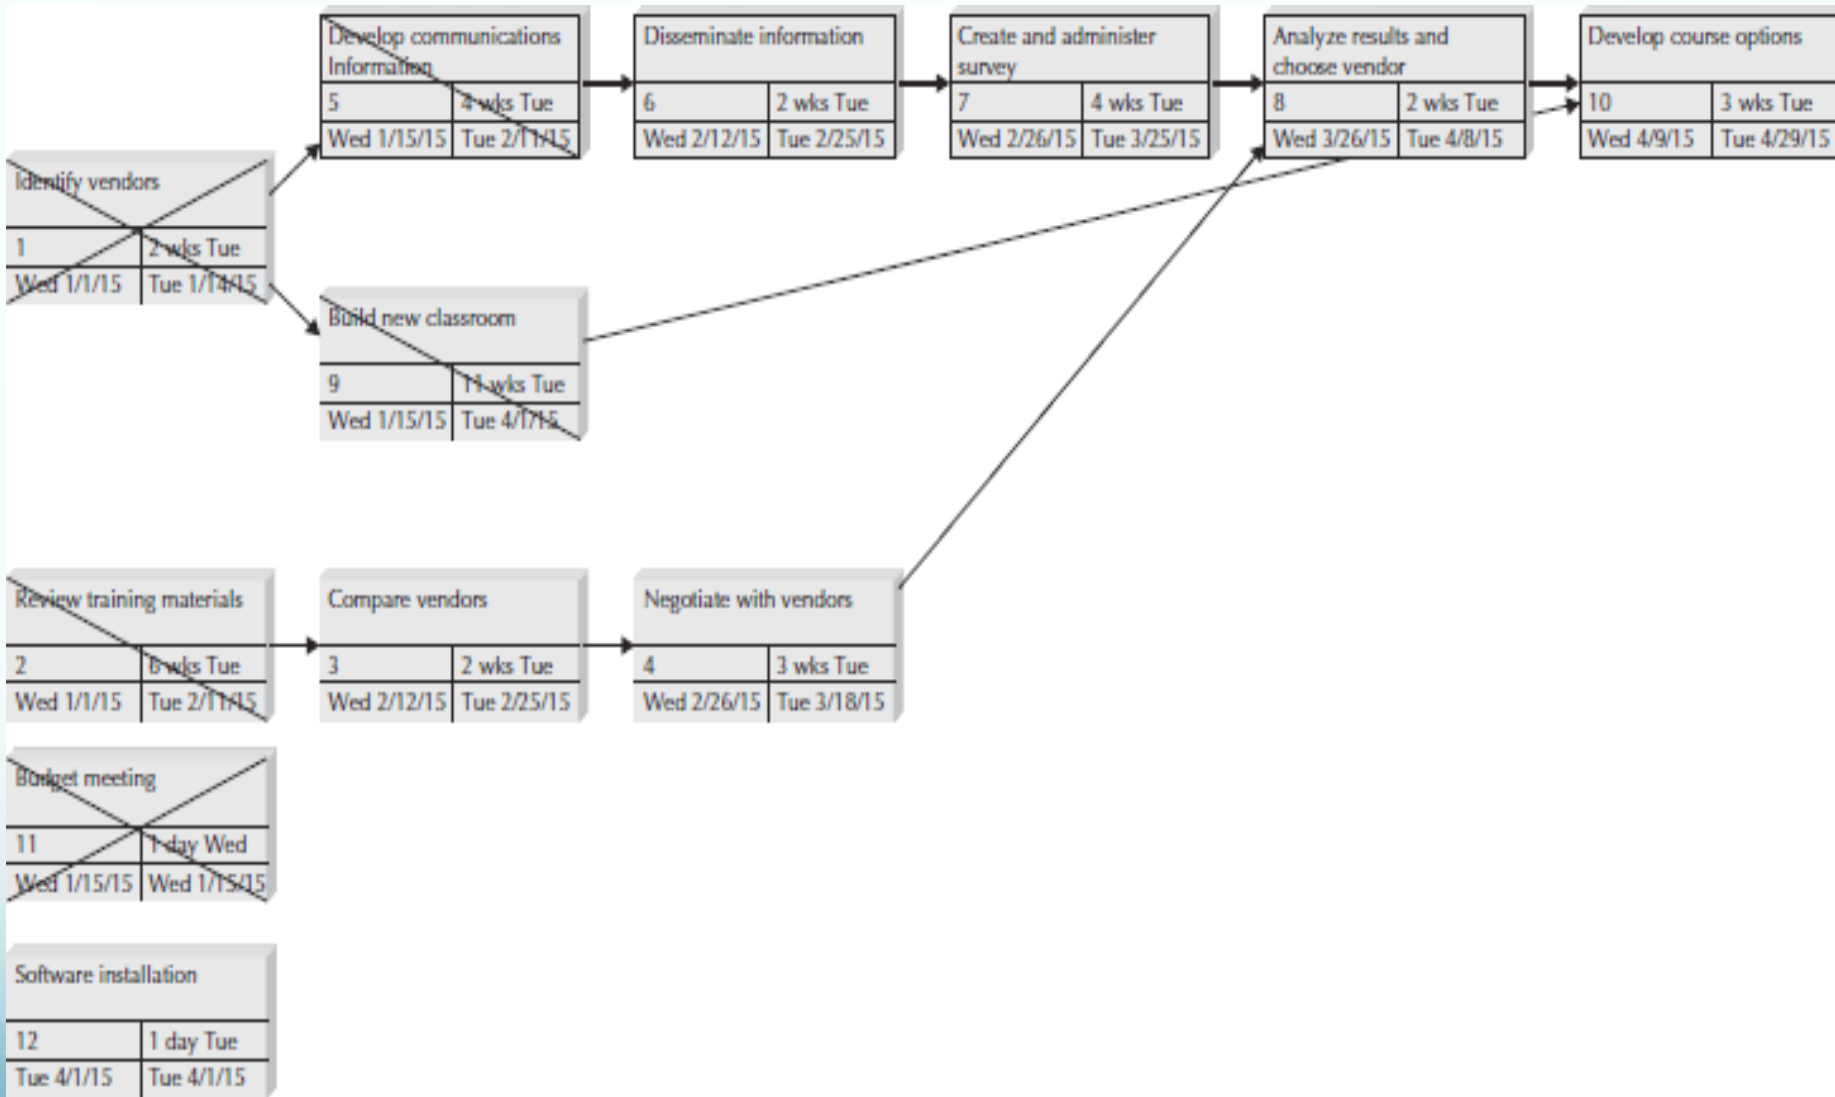 Develop communications
Information
5
4 wks Tue
Wed 1/15/15
Tue 2/11/15
Disseminate information
6
2 wks Tue
Wed 2/12/15
Tue 2/25/15
Create and administer
survey
7
4 wks Tue
Wed 2/26/15
Tue 3/25/15
Analyze results and
choose vendor
8
2 wks Tue
Wed 3/26/15
Tue 4/8/15
Develop course options
10
3 wks Tue
Wed 4/9/15
Tue 4/29/15
Identify vendors
1
2 wks Tue
Wed 1/1/15
Tue 1/14/15
Build new classroom
9
11 wks Tue
Wed 1/15/15
Tue 4/1/15
Review training materials
2
6 wks Tue
Wed 1/1/15
Tue 2/11/15
Compare vendors
3
2 wks Tue
Wed 2/12/15
Tue 2/25/15
Negotiate with vendors
4
3 wks Tue
Wed 2/26/15
Tue 3/18/15
Budget meeting
11
1 day Wed
Wed 1/15/15
Wed 1/15/15
Software installation
12
1 day Tue
Tue 4/1/15
Tue 4/1/15